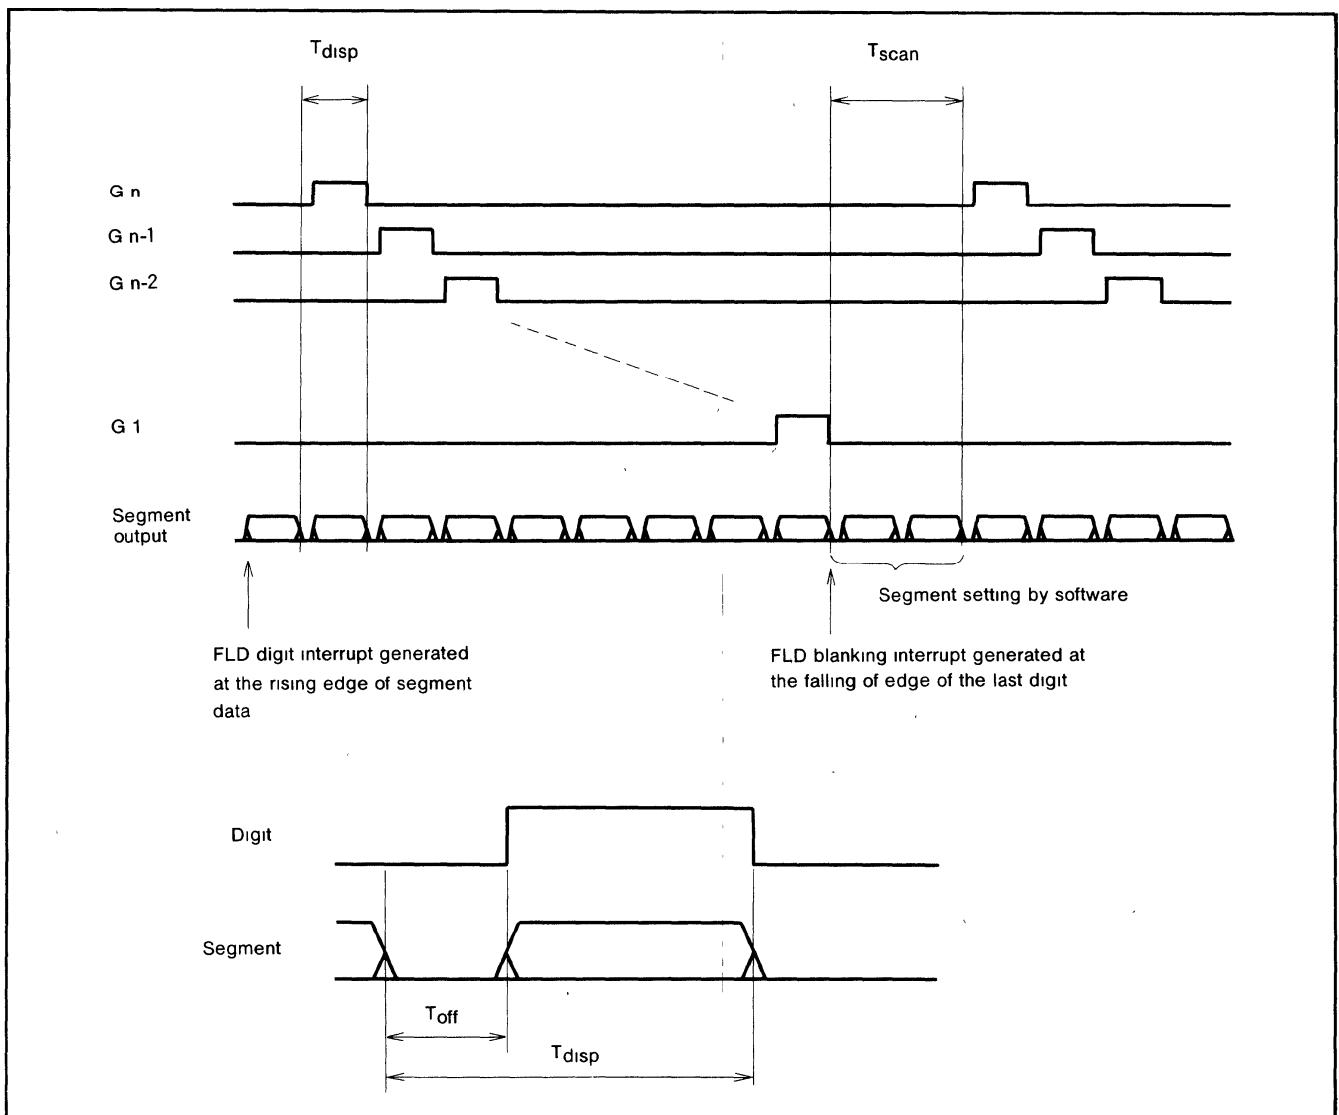 Tdisp
Tscan
G n
G n-1
G n-2
G 1
Segment
output
Segment setting by software
FLD digit interrupt generated
at the rising edge of segment
data
FLD blanking interrupt generated at
the falling of edge of the last digit
Digit
Segment
Toff
Tdisp